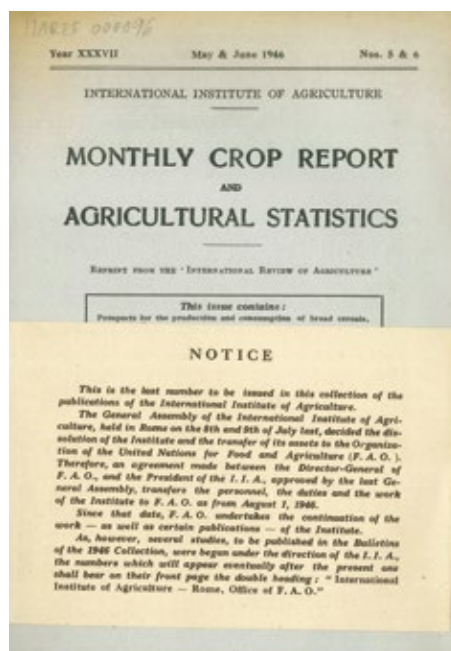 Year XXXVII May & June 1946 Nos. 5 & 6
INTERNATIONAL INSTITUTE OF AGRICULTURE
MONTHLY CROP REPORT
AND
AGRICULTURAL STATISTICS
REPRINT FROM THE ' INTERNATIONAL REVIEW OF AGRICULTURE '
This issue contains :
Prospects for the production and consumption of bread cereals,
NOTICE
This is the last number to be issued in this collection of the
publications of the International Institute of Agriculture.
The General Assembly of the International Institute of Agri-
culture, held in Rome on the 8th and 9th of July last, decided the dis-
solution of the Institute and the transfer of its assets to the Organiza-
tion of the United Nations for Food and Agriculture (F. A. O.).
Therefore, an agreement made between the Director-General of
F. A. O., and the President of the I. I. A., approved by the last Ge-
neral Assembly, transfers the personnel, the duties and the work
of the Institute to F. A. O. as from August 1, 1946.
Since that date, F. A. O. undertakes the continuation of the
work — as well as certain publications — of the Institute.
As, however, several studies, to be published in the Bulletins
of the 1946 Collection, were begun under the direction of the I. I. A.,
the numbers which will appear eventually after the present one
shall bear on their front page the double heading : " International
Institute of Agriculture — Rome, Office of F. A. O."